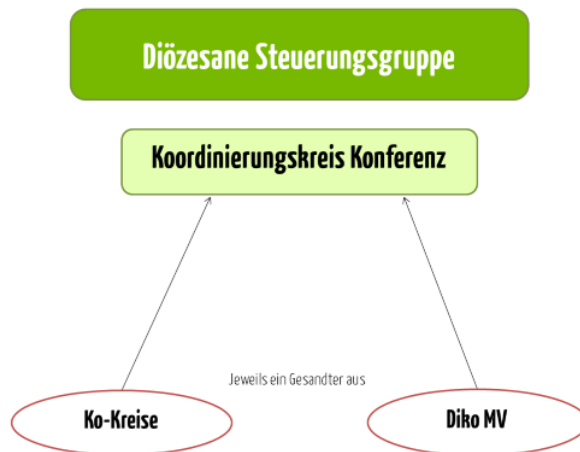 Diözesane Steuerungsgruppe
Koordinierungskreis Konferenz
Jeweils ein Gesandter aus
Ko-Kreise
Diko MV